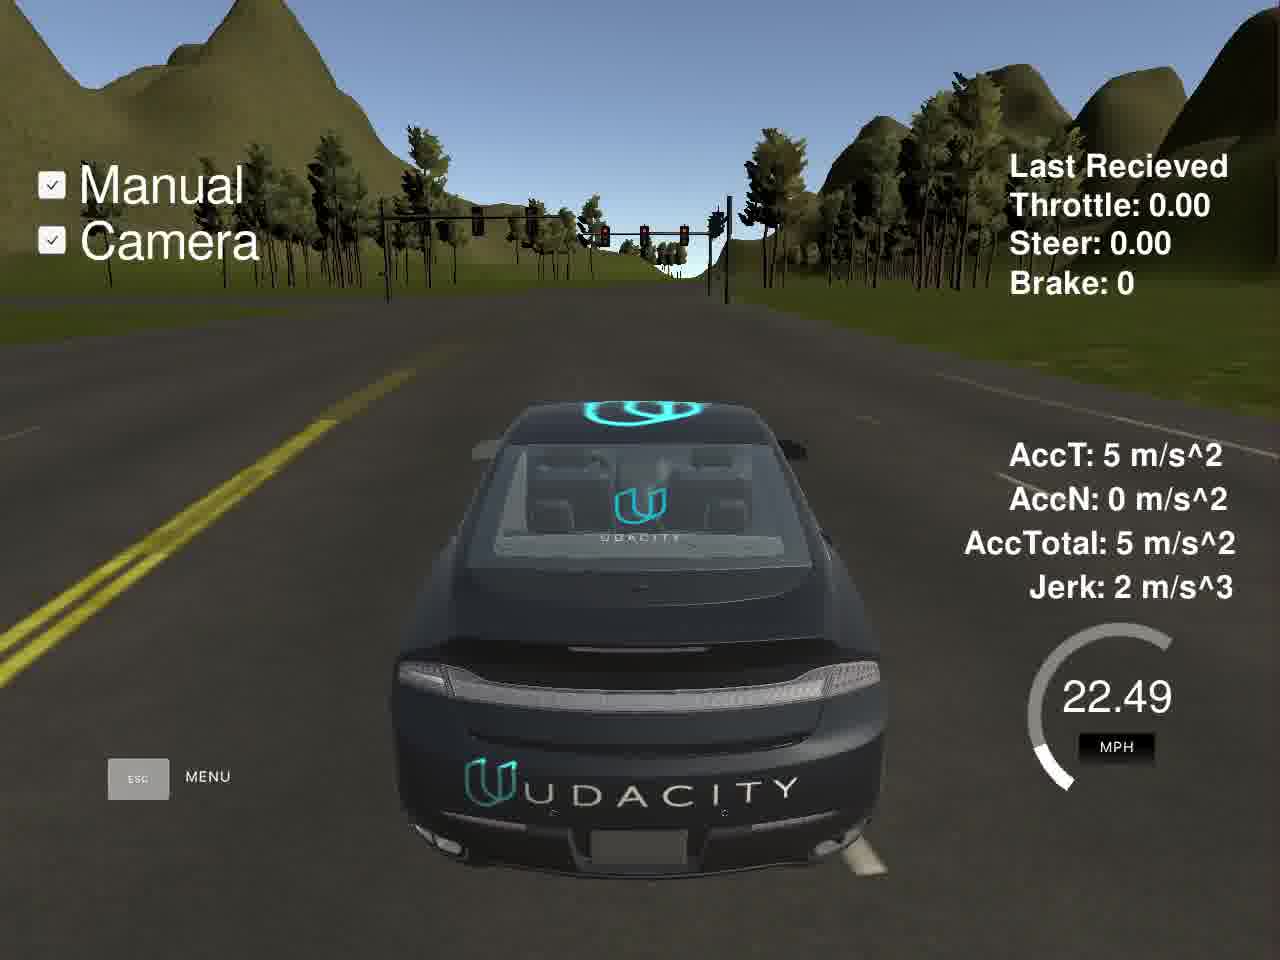 Manual
Camera
Last Recieved
Throttle: 0.00
Steer: 0.00
Brake: 0
AccT: 5 m/s^2
AccN: 0 m/s^2
AccTotal: 5 m/s^2
Jerk: 2 m/s^3
22.49
MPH
UDACITY
ESC MENU
UDACITY